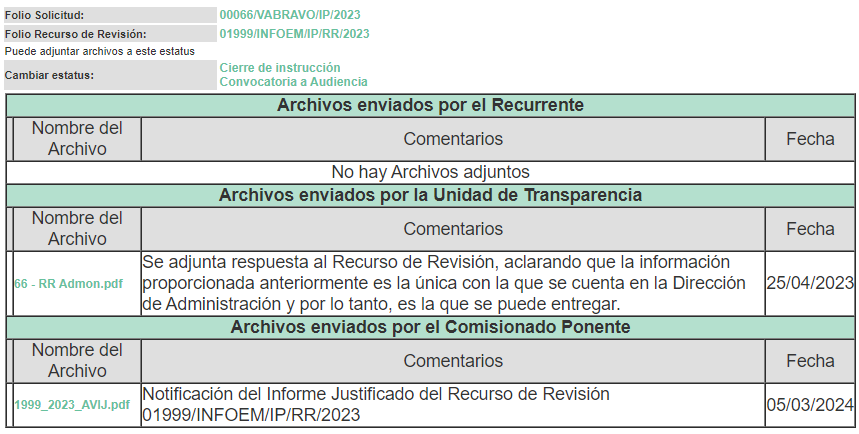 Folio Solicitud: 00066/VABRAVO/IP/2023
Folio Recurso de Revisión: 01999/INFOEM/IP/RR/2023
Puede adjuntar archivos a este estatus
Cambiar estatus: Cierre de instrucción
Convocatoria a Audiencia
Archivos enviados por el Recurrente
Nombre del Archivo Comentarios Fecha
No hay Archivos adjuntos
Archivos enviados por la Unidad de Transparencia
Nombre del Archivo Comentarios Fecha
66 - RR Admon.pdf Se adjunta respuesta al Recurso de Revisión, aclarando que la información
proporcionada anteriormente es la única con la que se cuenta en la Dirección
de Administración y por lo tanto, es la que se puede entregar. 25/04/2023
Archivos enviados por el Comisionado Ponente
Nombre del Archivo Comentarios Fecha
1999_2023_AVIJ.pdf Notificación del Informe Justificado del Recurso de Revisión
01999/INFOEM/IP/RR/2023 05/03/2024